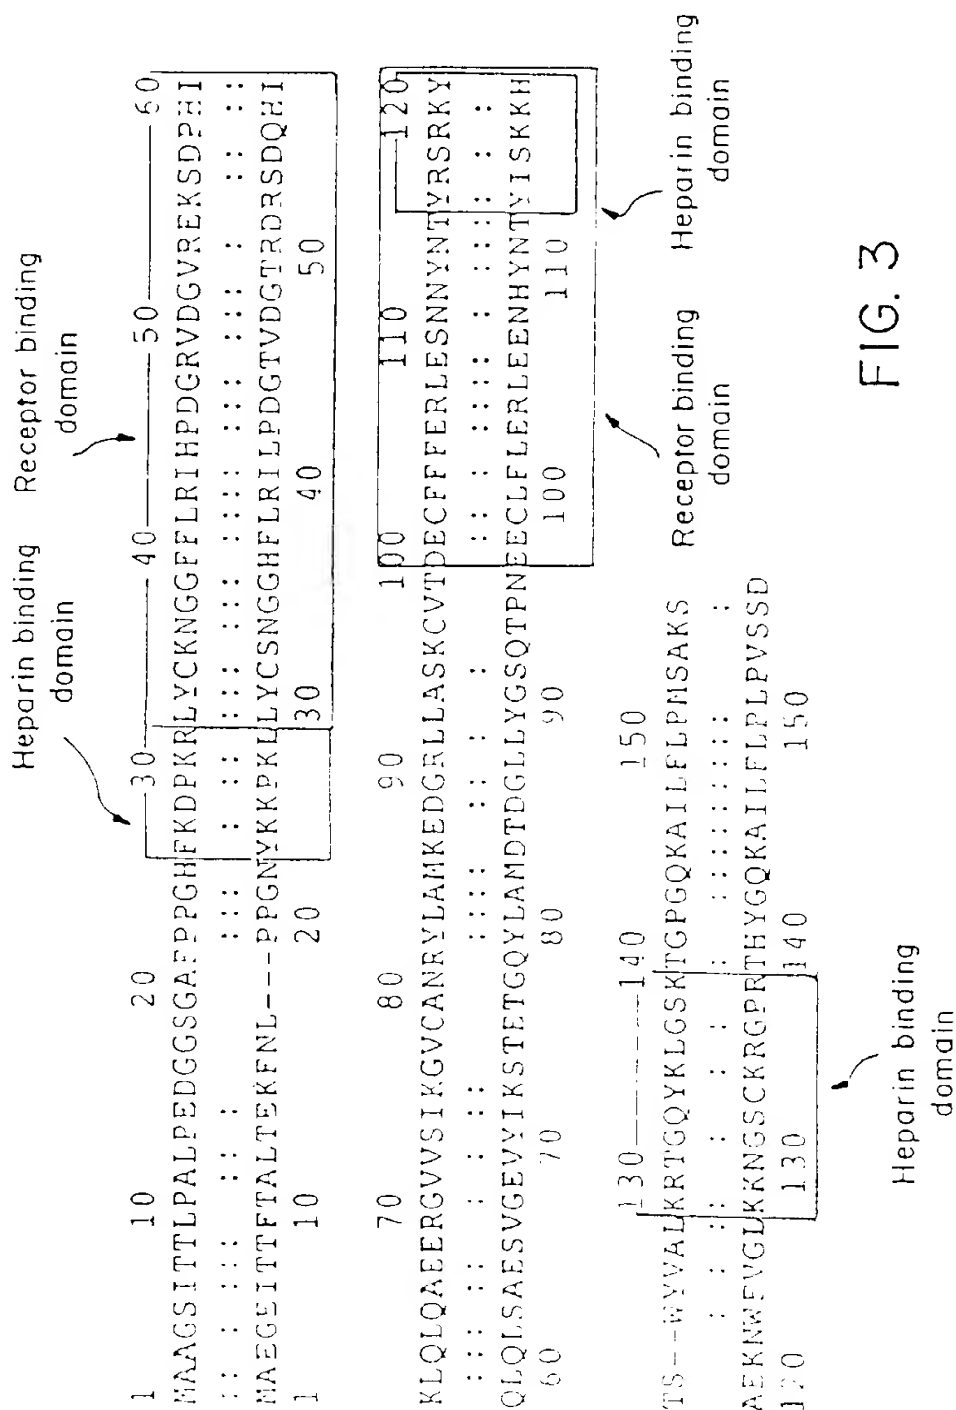 Heparin binding domain
Receptor binding domain
1 10 20 30 40 50 60
MAAGSITTLPALPEDGGSGAFPPGHFKDPKRLYCKNGGFFLRIHPDGRVDGVREKSDPHI
:: :: : ::: :: : ::: : :: :::: :::: :::::: :::: ::: : :: ::
MAEGEITTFTALTEKFNL---PPGNYKKPKLLYCSNGGHFLRILPDGTVDGTRDRSDQHI
1 10 20 30 40 50
70 80 90 100 110 120
KLQLQAEERGVVSIKGVCANRYLAMKEDGRLLASKCVTDECFFFERLESNNYNTYRSRKY
:::: :: : : :: :::: :: : : :: :: ::::: ::::: : :
QLQLSAESVGEVYIKSTETGQYLAMDTDGLLYGSQTPNEECLFLERLEENHYNTYISKKH
60 70 80 90 100 110
Receptor binding domain
Heparin binding domain
130 140 150
TS--WYVALKRTGQYKLGSKTGPGQKAILFLPMSAKS
: : :: :: : : : : ::::::::: :
AEKNWFVGLKKNGSCKRGPRTHYGQKAILFLPLPVSSD
120 130 140 150
Heparin binding domain
FIG. 3